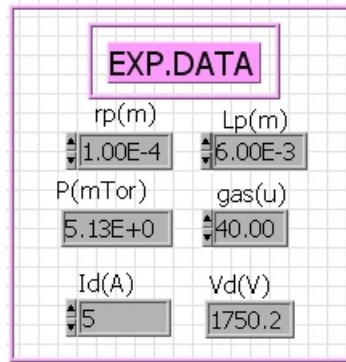 EXP.DATA
rp(m) Lp(m)
1.00E-4 6.00E-3
P(mTor) gas(u)
5.13E+0 40.00
Id(A) Vd(V)
5 1750.2